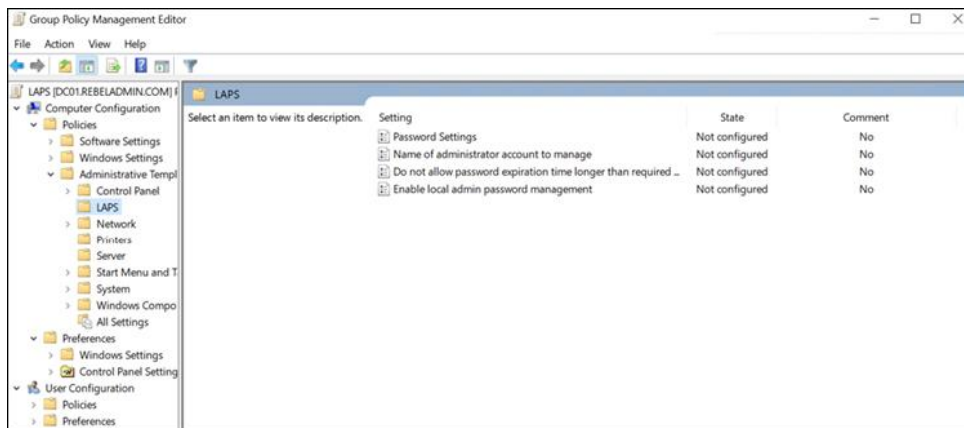 Group Policy Management Editor
File Action View Help
LAPS [DC01.REBELADMIN.COM]
LAPS
Computer Configuration
Select an item to view its description.
Setting State Comment
Policies
Password Settings Not configured No
Software Settings
Name of administrator account to manage Not configured No
Windows Settings
Do not allow password expiration time longer than required ... Not configured No
Administrative Templ
Enable local admin password management Not configured No
Control Panel
LAPS
Network
Printers
Server
Start Menu and T
System
Windows Compo
All Settings
Preferences
Windows Settings
Control Panel Setting
User Configuration
Policies
Preferences